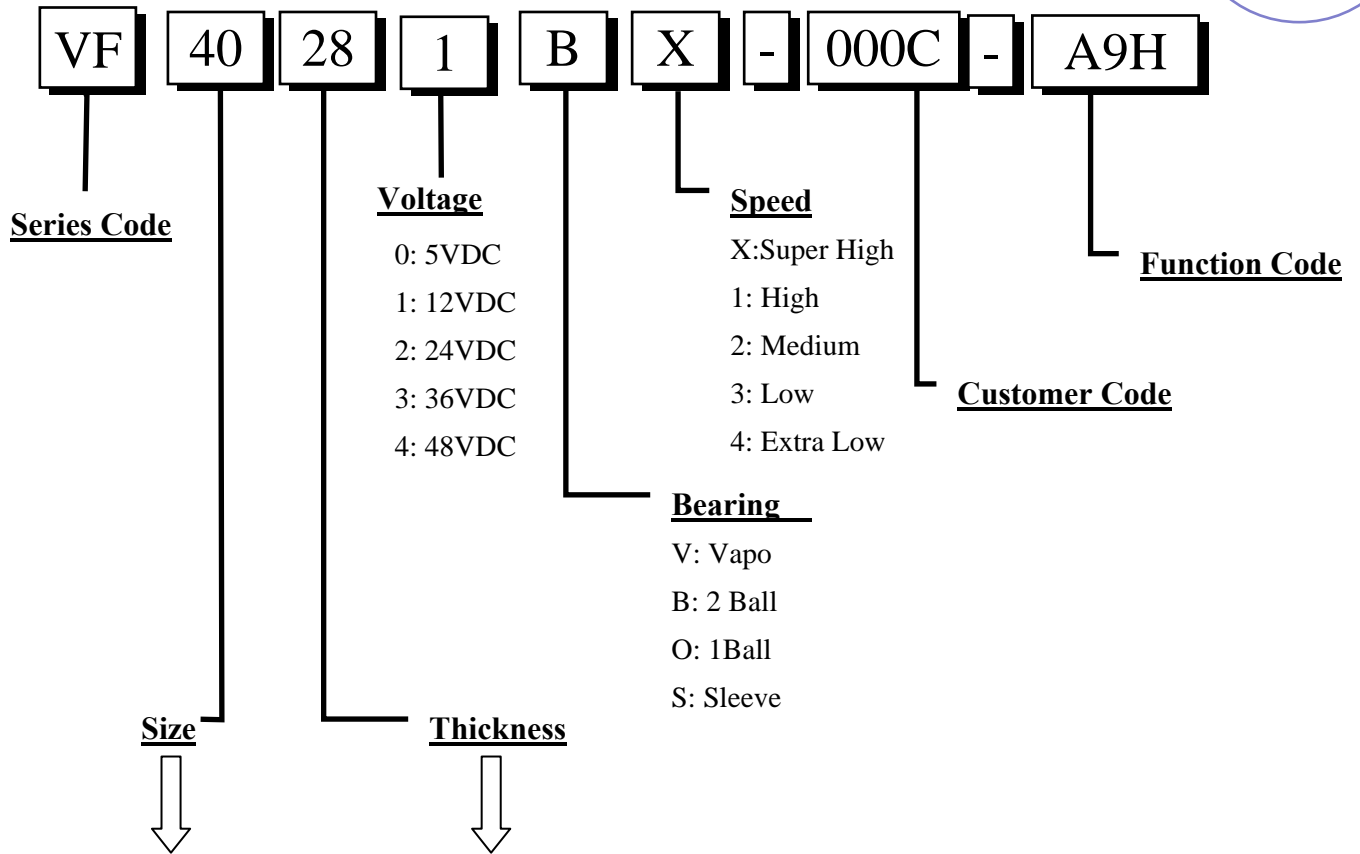 VF 40 28 1 B X - 000C - A9H
Series Code
Voltage
0: 5VDC
1: 12VDC
2: 24VDC
3: 36VDC
4: 48VDC
Speed
X:Super High
1: High
2: Medium
3: Low
4: Extra Low
Function Code
Customer Code
Bearing
V: Vapo
B: 2 Ball
O: 1Ball
S: Sleeve
Size
Thickness